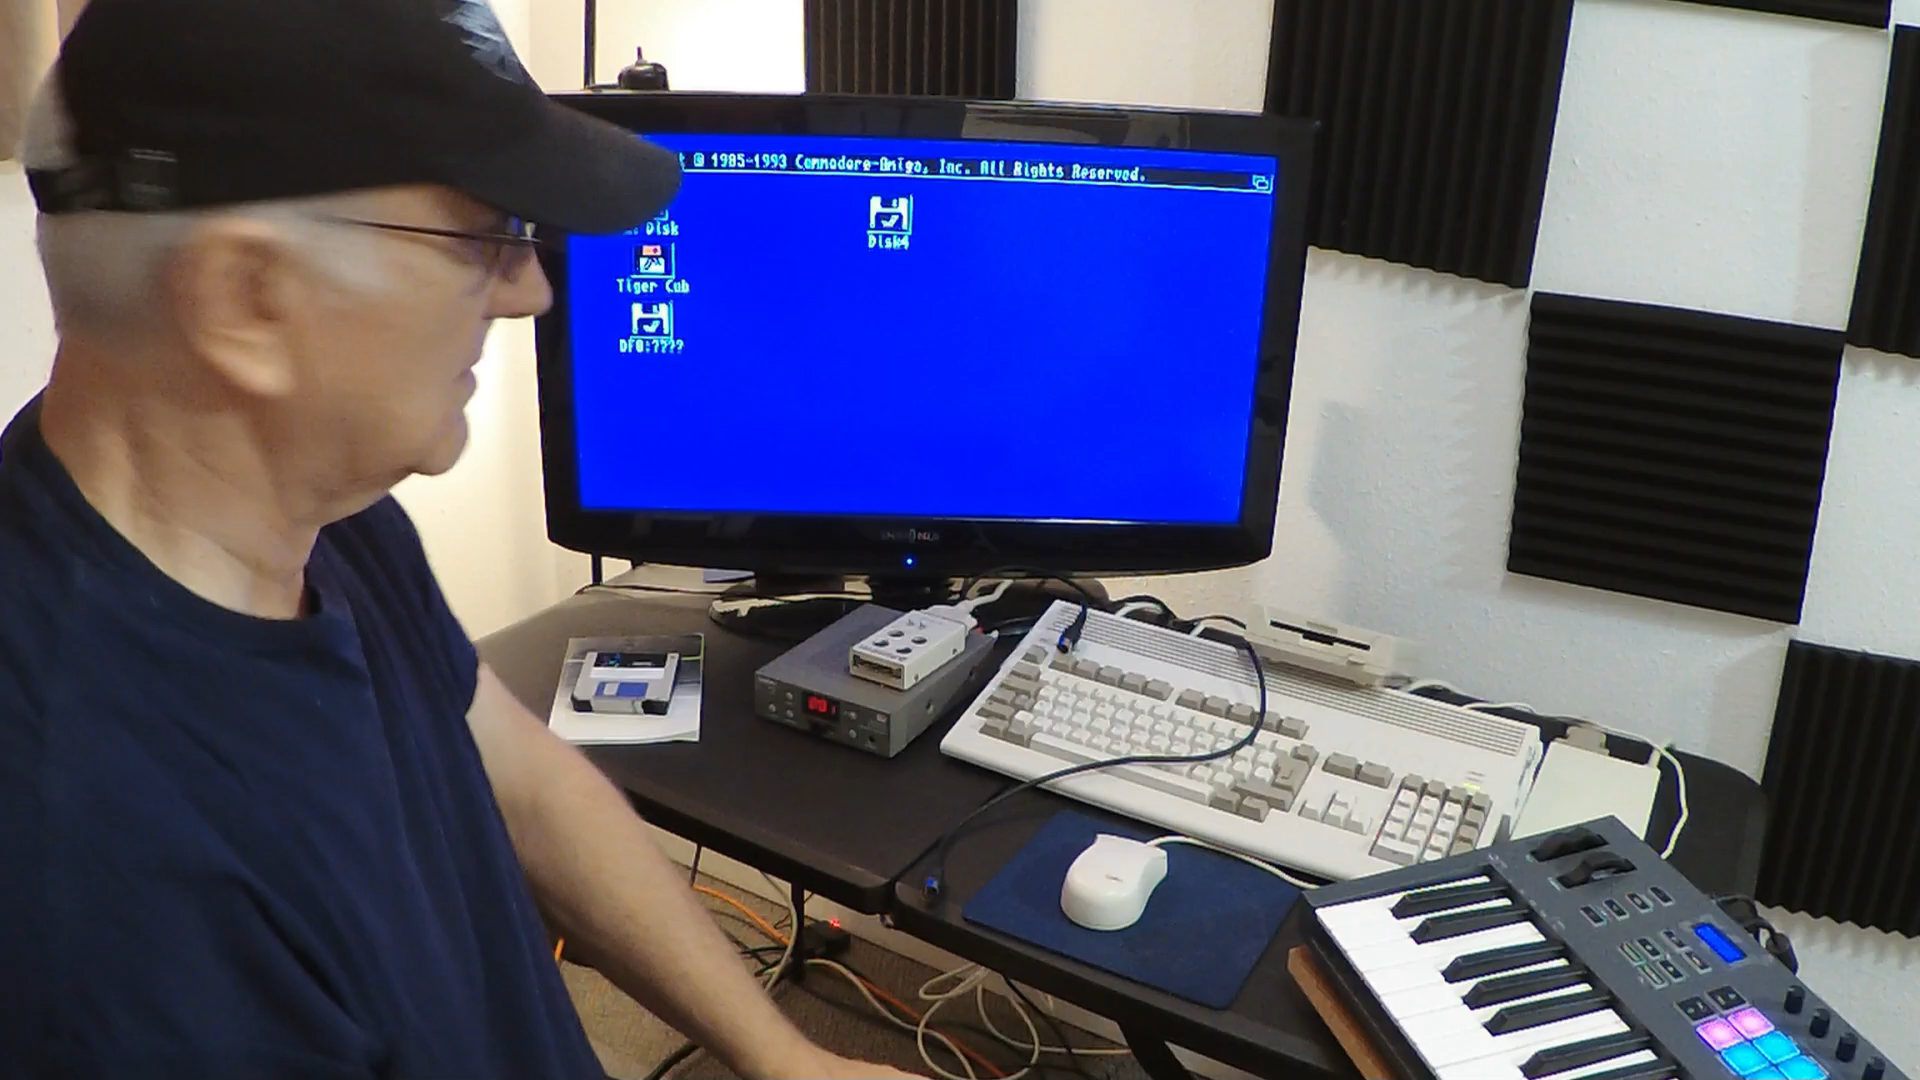 © 1985-1993 Commodore-Amiga, Inc. All Rights Reserved.
Disk
Disk4
Tiger Cub
DF0:????